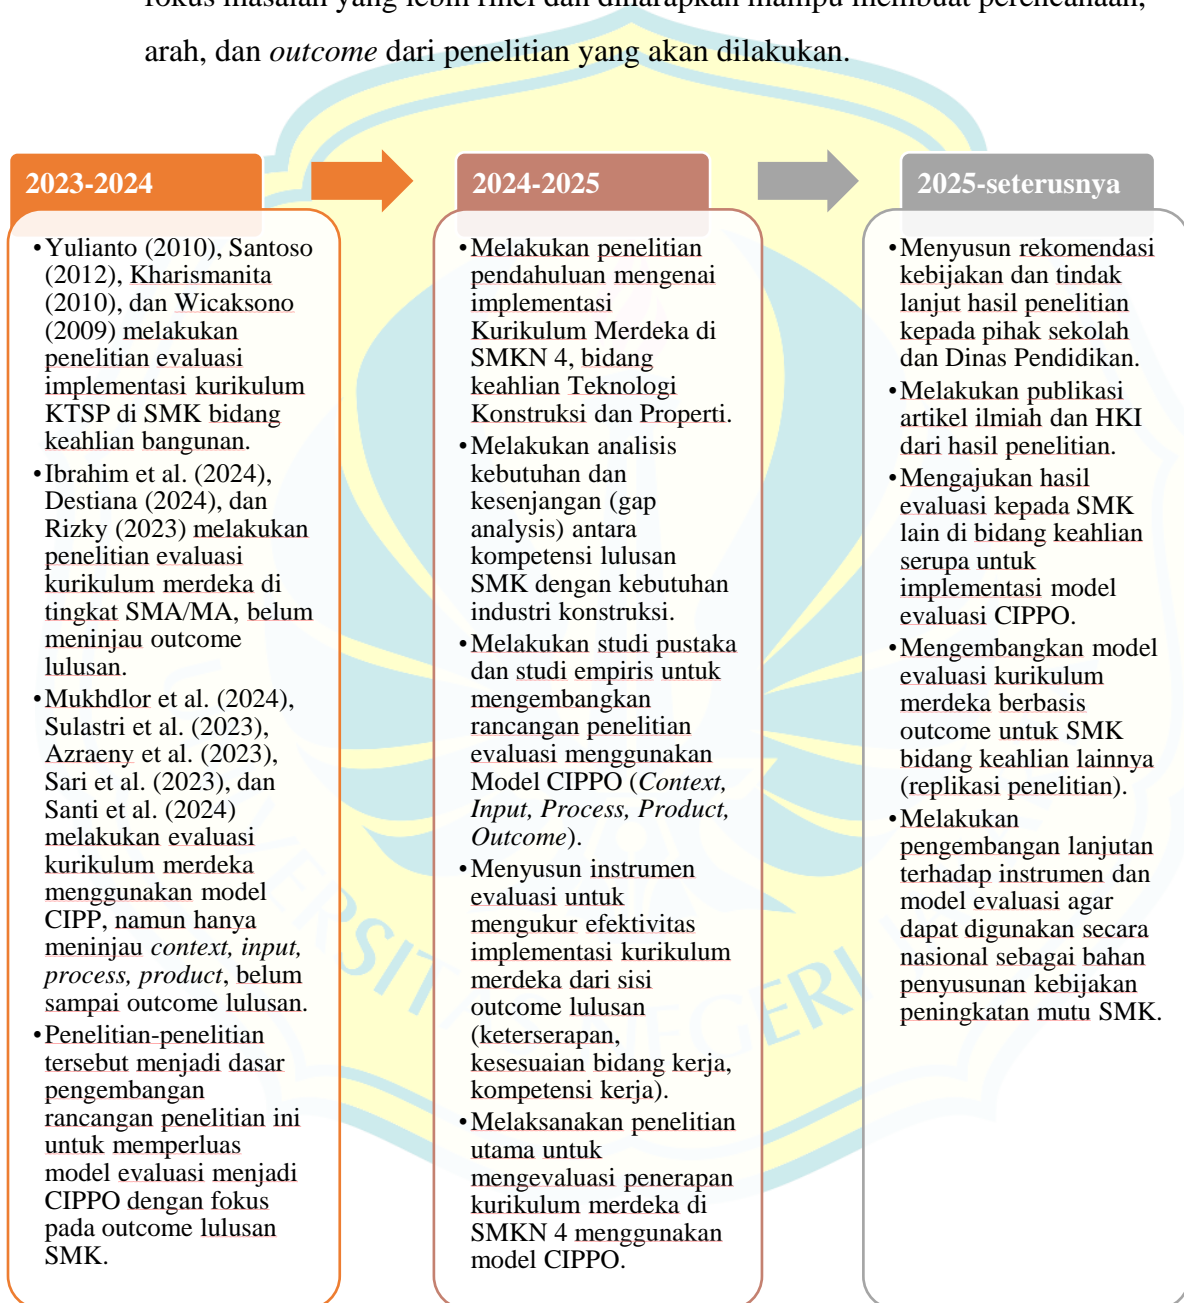 fokus masalah yang lebih rinci dan diharapkan mampu membuat perencanaan,
arah, dan outcome dari penelitian yang akan dilakukan.
2023-2024
•Yulianto (2010), Santoso
(2012), Kharismanita
(2010), dan Wicaksono
(2009) melakukan
penelitian evaluasi
implementasi kurikulum
KTSP di SMK bidang
keahlian bangunan.
•Ibrahim et al. (2024),
Destiana (2024), dan
Rizky (2023) melakukan
penelitian evaluasi
kurikulum merdeka di
tingkat SMA/MA, belum
meninjau outcome
lulusan.
•Mukhdlor et al. (2024),
Sulastri et al. (2023),
Azraeny et al. (2023),
Sari et al. (2023), dan
Santi et al. (2024)
melakukan evaluasi
kurikulum merdeka
menggunakan model
CIPP, namun hanya
meninjau context, input,
process, product, belum
sampai outcome lulusan.
•Penelitian-penelitian
tersebut menjadi dasar
pengembangan
rancangan penelitian ini
untuk memperluas
model evaluasi menjadi
CIPPO dengan fokus
pada outcome lulusan
SMK.
2024-2025
•Melakukan penelitian
pendahuluan mengenai
implementasi
Kurikulum Merdeka di
SMKN 4, bidang
keahlian Teknologi
Konstruksi dan Properti.
•Melakukan analisis
kebutuhan dan
kesenjangan (gap
analysis) antara
kompetensi lulusan
SMK dengan kebutuhan
industri konstruksi.
•Melakukan studi pustaka
dan studi empiris untuk
mengembangkan
rancangan penelitian
evaluasi menggunakan
Model CIPPO (Context,
Input, Process, Product,
Outcome).
•Menyusun instrumen
evaluasi untuk
mengukur efektivitas
implementasi kurikulum
merdeka dari sisi
outcome lulusan
(keterserapan,
kesesuaian bidang kerja,
kompetensi kerja).
•Melaksanakan penelitian
utama untuk
mengevaluasi penerapan
kurikulum merdeka di
SMKN 4 menggunakan
model CIPPO.
2025-seterusnya
•Menyusun rekomendasi
kebijakan dan tindak
lanjut hasil penelitian
kepada pihak sekolah
dan Dinas Pendidikan.
•Melakukan publikasi
artikel ilmiah dan HKI
dari hasil penelitian.
•Mengajukan hasil
evaluasi kepada SMK
lain di bidang keahlian
serupa untuk
implementasi model
evaluasi CIPPO.
•Mengembangkan model
evaluasi kurikulum
merdeka berbasis
outcome untuk SMK
bidang keahlian lainnya
(replikasi penelitian).
•Melakukan
pengembangan lanjutan
terhadap instrumen dan
model evaluasi agar
dapat digunakan secara
nasional sebagai bahan
penyusunan kebijakan
peningkatan mutu SMK.